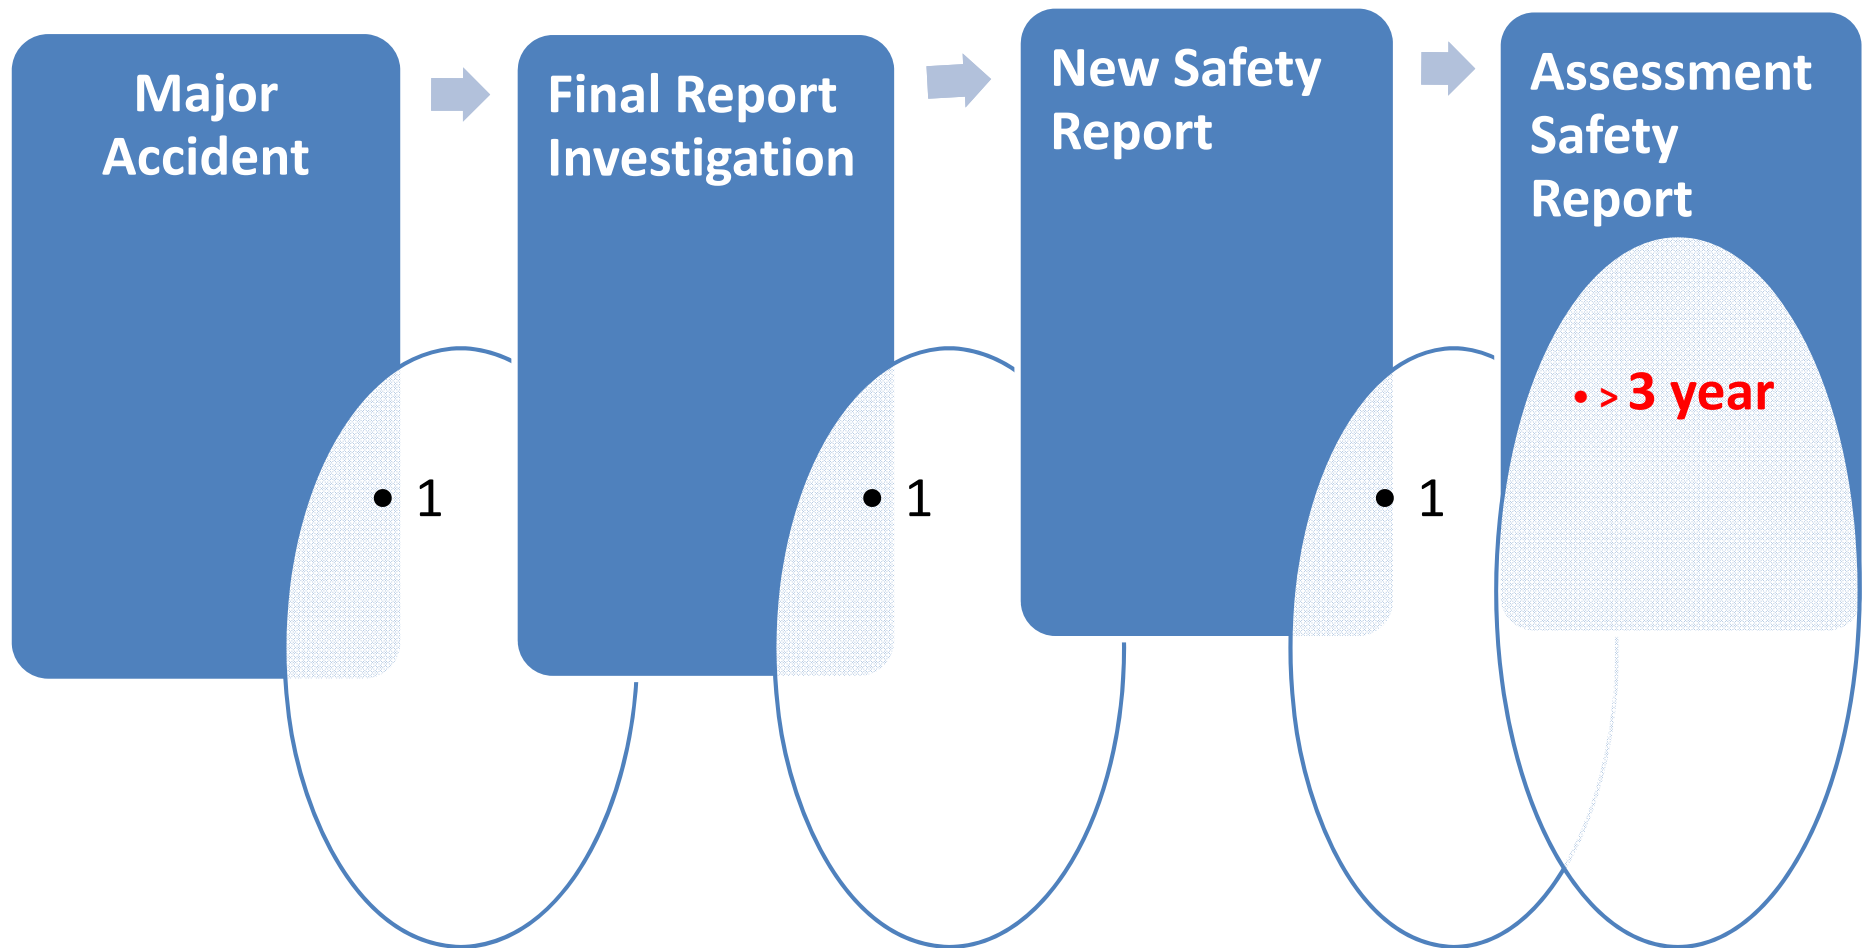 Major
Accident
Final Report
Investigation
New Safety
Report
Assessment
Safety
Report
• 1
• 1
• 1
• > 3 year